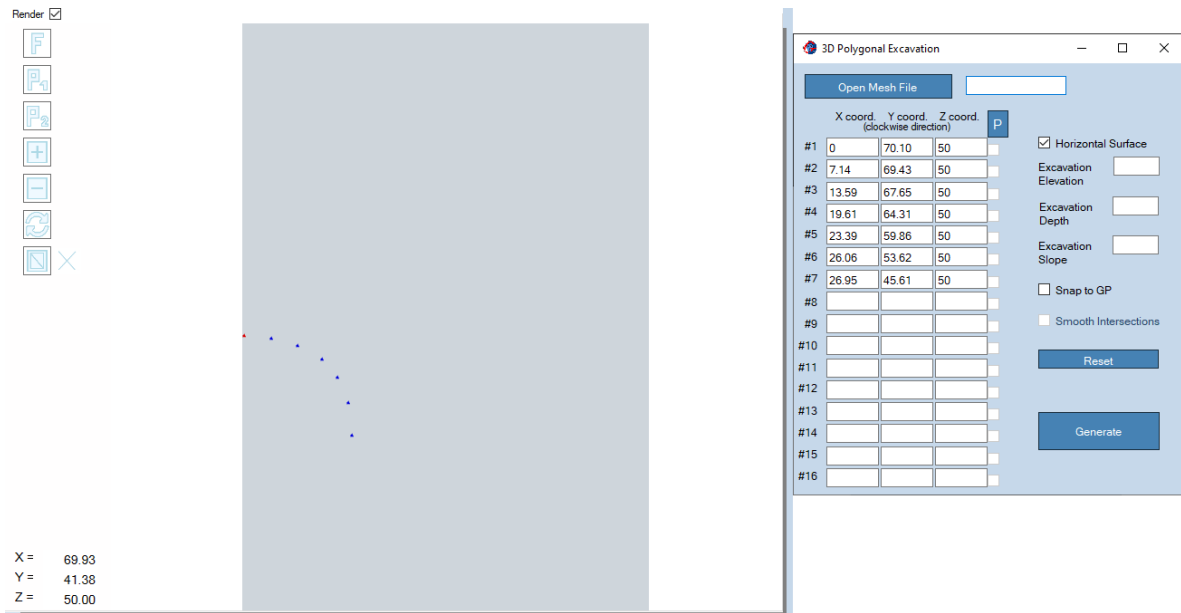 Render
F
P1
P2
X = 69.93
Y = 41.38
Z = 50.00
3D Polygonal Excavation
Open Mesh File
X coord. Y coord. Z coord.
(clockwise direction)
P
#1 0 70.10 50
#2 7.14 69.43 50
#3 13.59 67.65 50
#4 19.61 64.31 50
#5 23.39 59.86 50
#6 26.06 53.62 50
#7 26.95 45.61 50
#8
#9
#10
#11
#12
#13
#14
#15
#16
Horizontal Surface
Excavation
Elevation
Excavation
Depth
Excavation
Slope
Snap to GP
Smooth Intersections
Reset
Generate